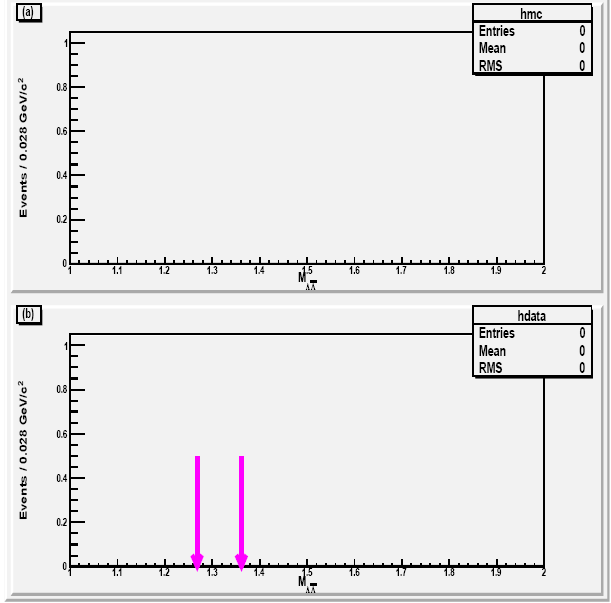 (a)
hmc
Entries 0
Mean 0
RMS 0
Events / 0.028 GeV/c²
1
0.8
0.6
0.4
0.2
0
1 1.1 1.2 1.3 1.4 1.5 1.6 1.7 1.8 1.9 2
M_ΛΛ̅
(b)
hdata
Entries 0
Mean 0
RMS 0
Events / 0.028 GeV/c²
1
0.8
0.6
0.4
0.2
0
1 1.1 1.2 1.3 1.4 1.5 1.6 1.7 1.8 1.9 2
M_ΛΛ̅